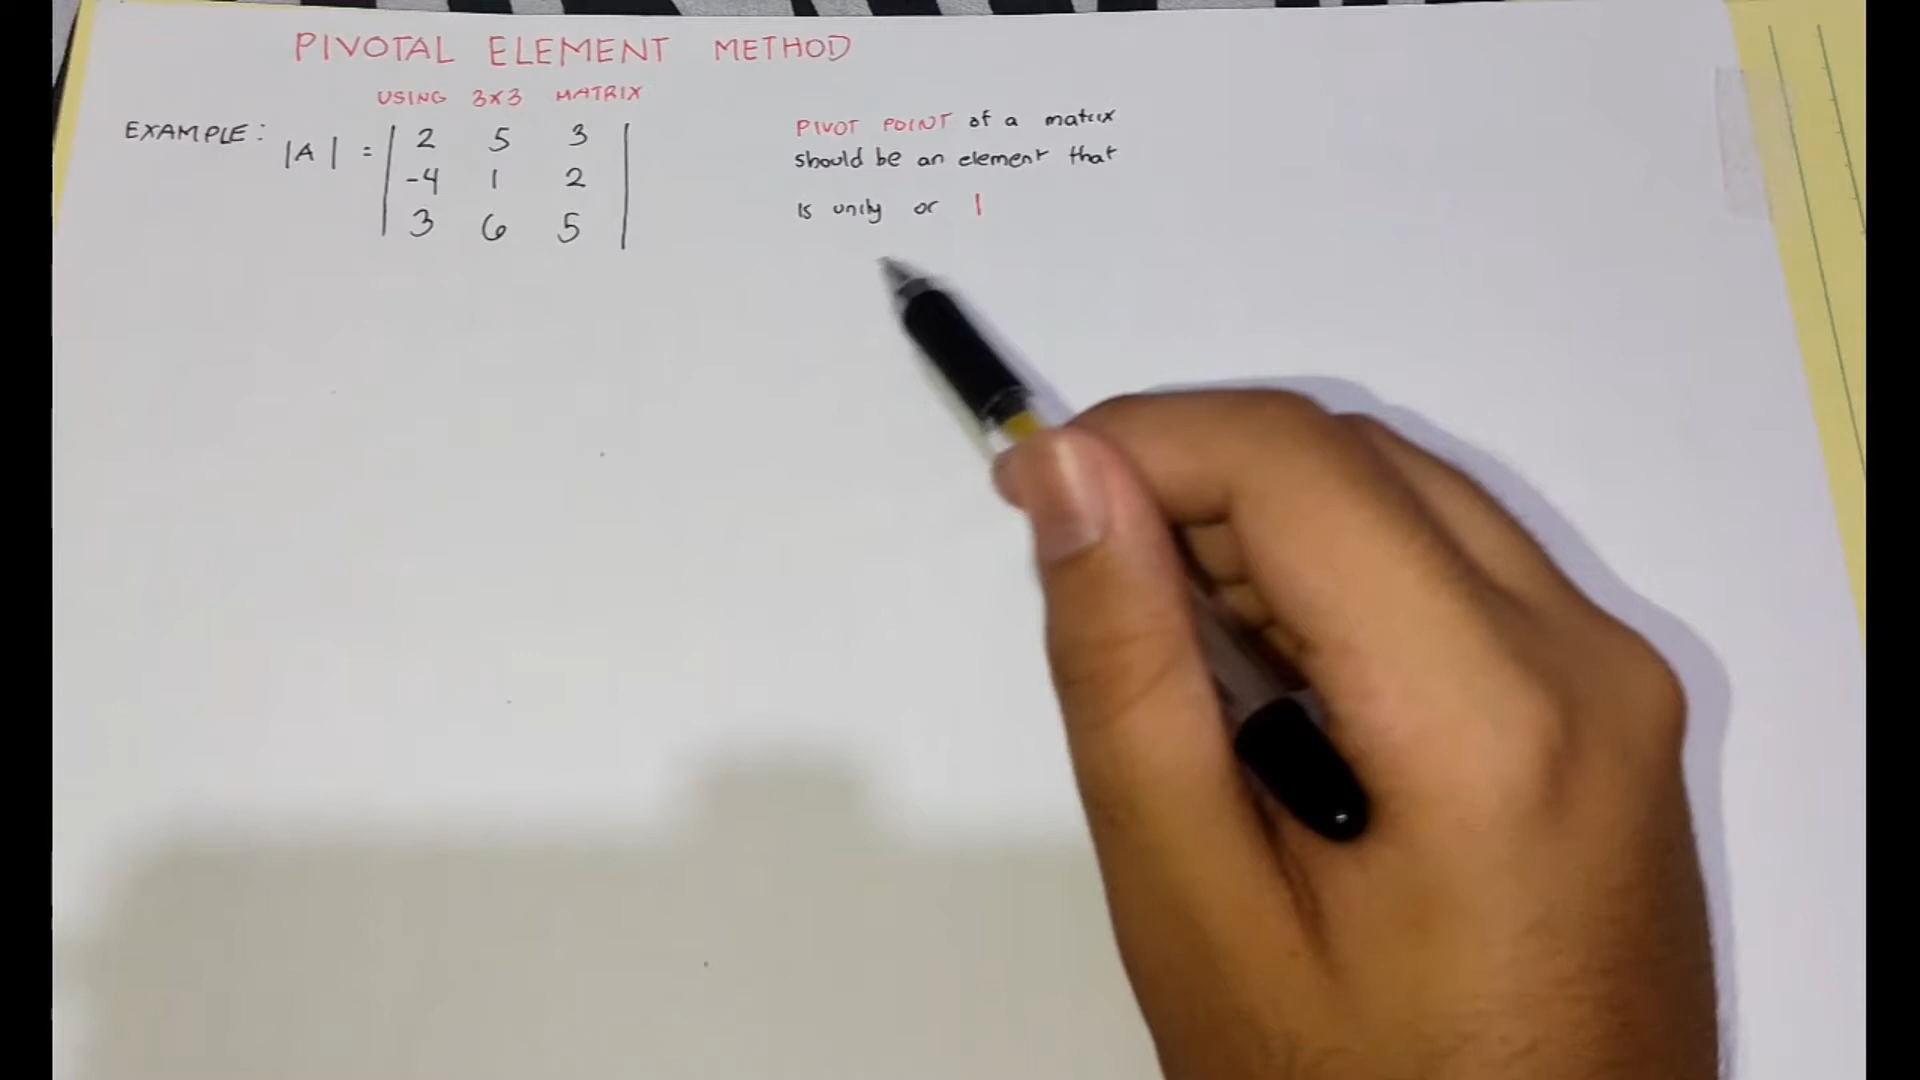 PIVOTAL ELEMENT METHOD
USING 3X3 MATRIX
EXAMPLE: |A| = | 2 5 3 |
| -4 1 2 |
| 3 6 5 |
PIVOT POINT of a matrix
should be an element that
is unity or 1